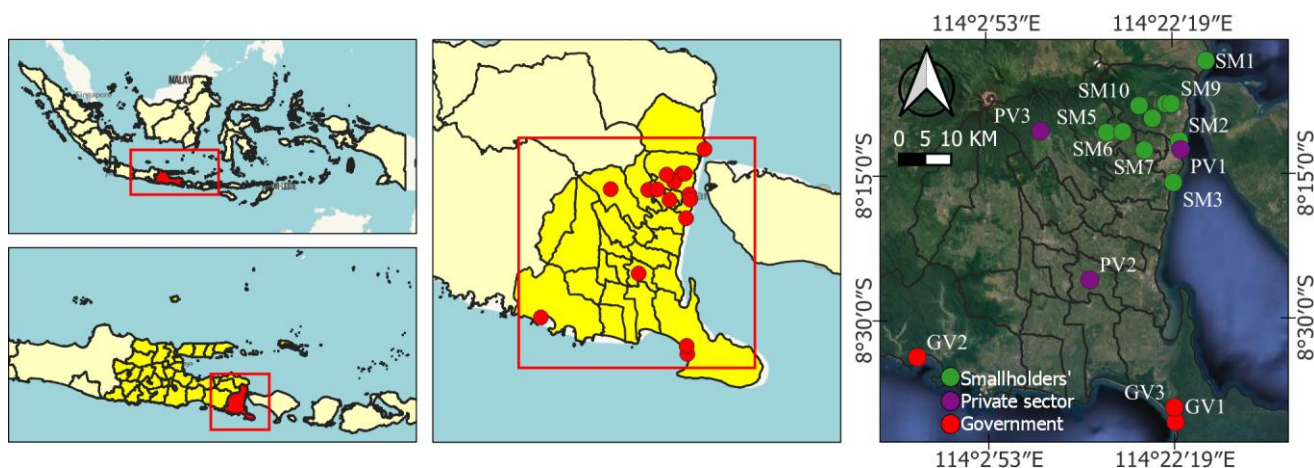 MALAY
Singapore
114°2′53″E
114°22′19″E
SM1
SM10
SM9
0 5 10 KM
PV3
SM5
SM2
SM6
SM7
PV1
SM3
8°15′0″S
8°15′0″S
PV2
8°30′0″S
8°30′0″S
GV2
Smallholders'
Private sector
Government
GV3
GV1
114°2′53″E
114°22′19″E